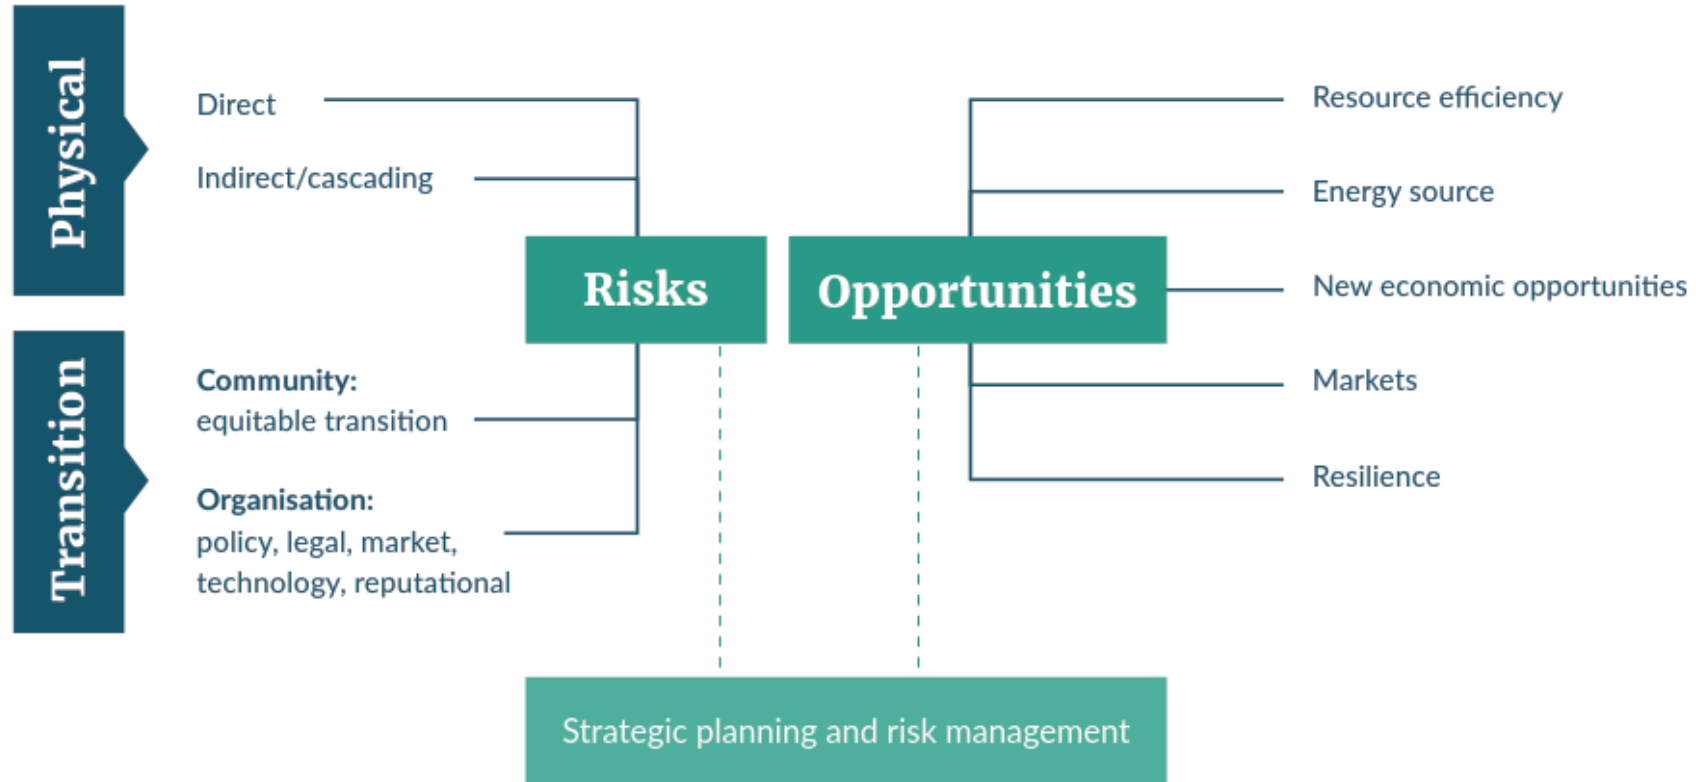 Physical
Direct
Indirect/cascading
Transition
Community:
equitable transition
Organisation:
policy, legal, market,
technology, reputational
Risks
Opportunities
Resource efficiency
Energy source
New economic opportunities
Markets
Resilience
Strategic planning and risk management